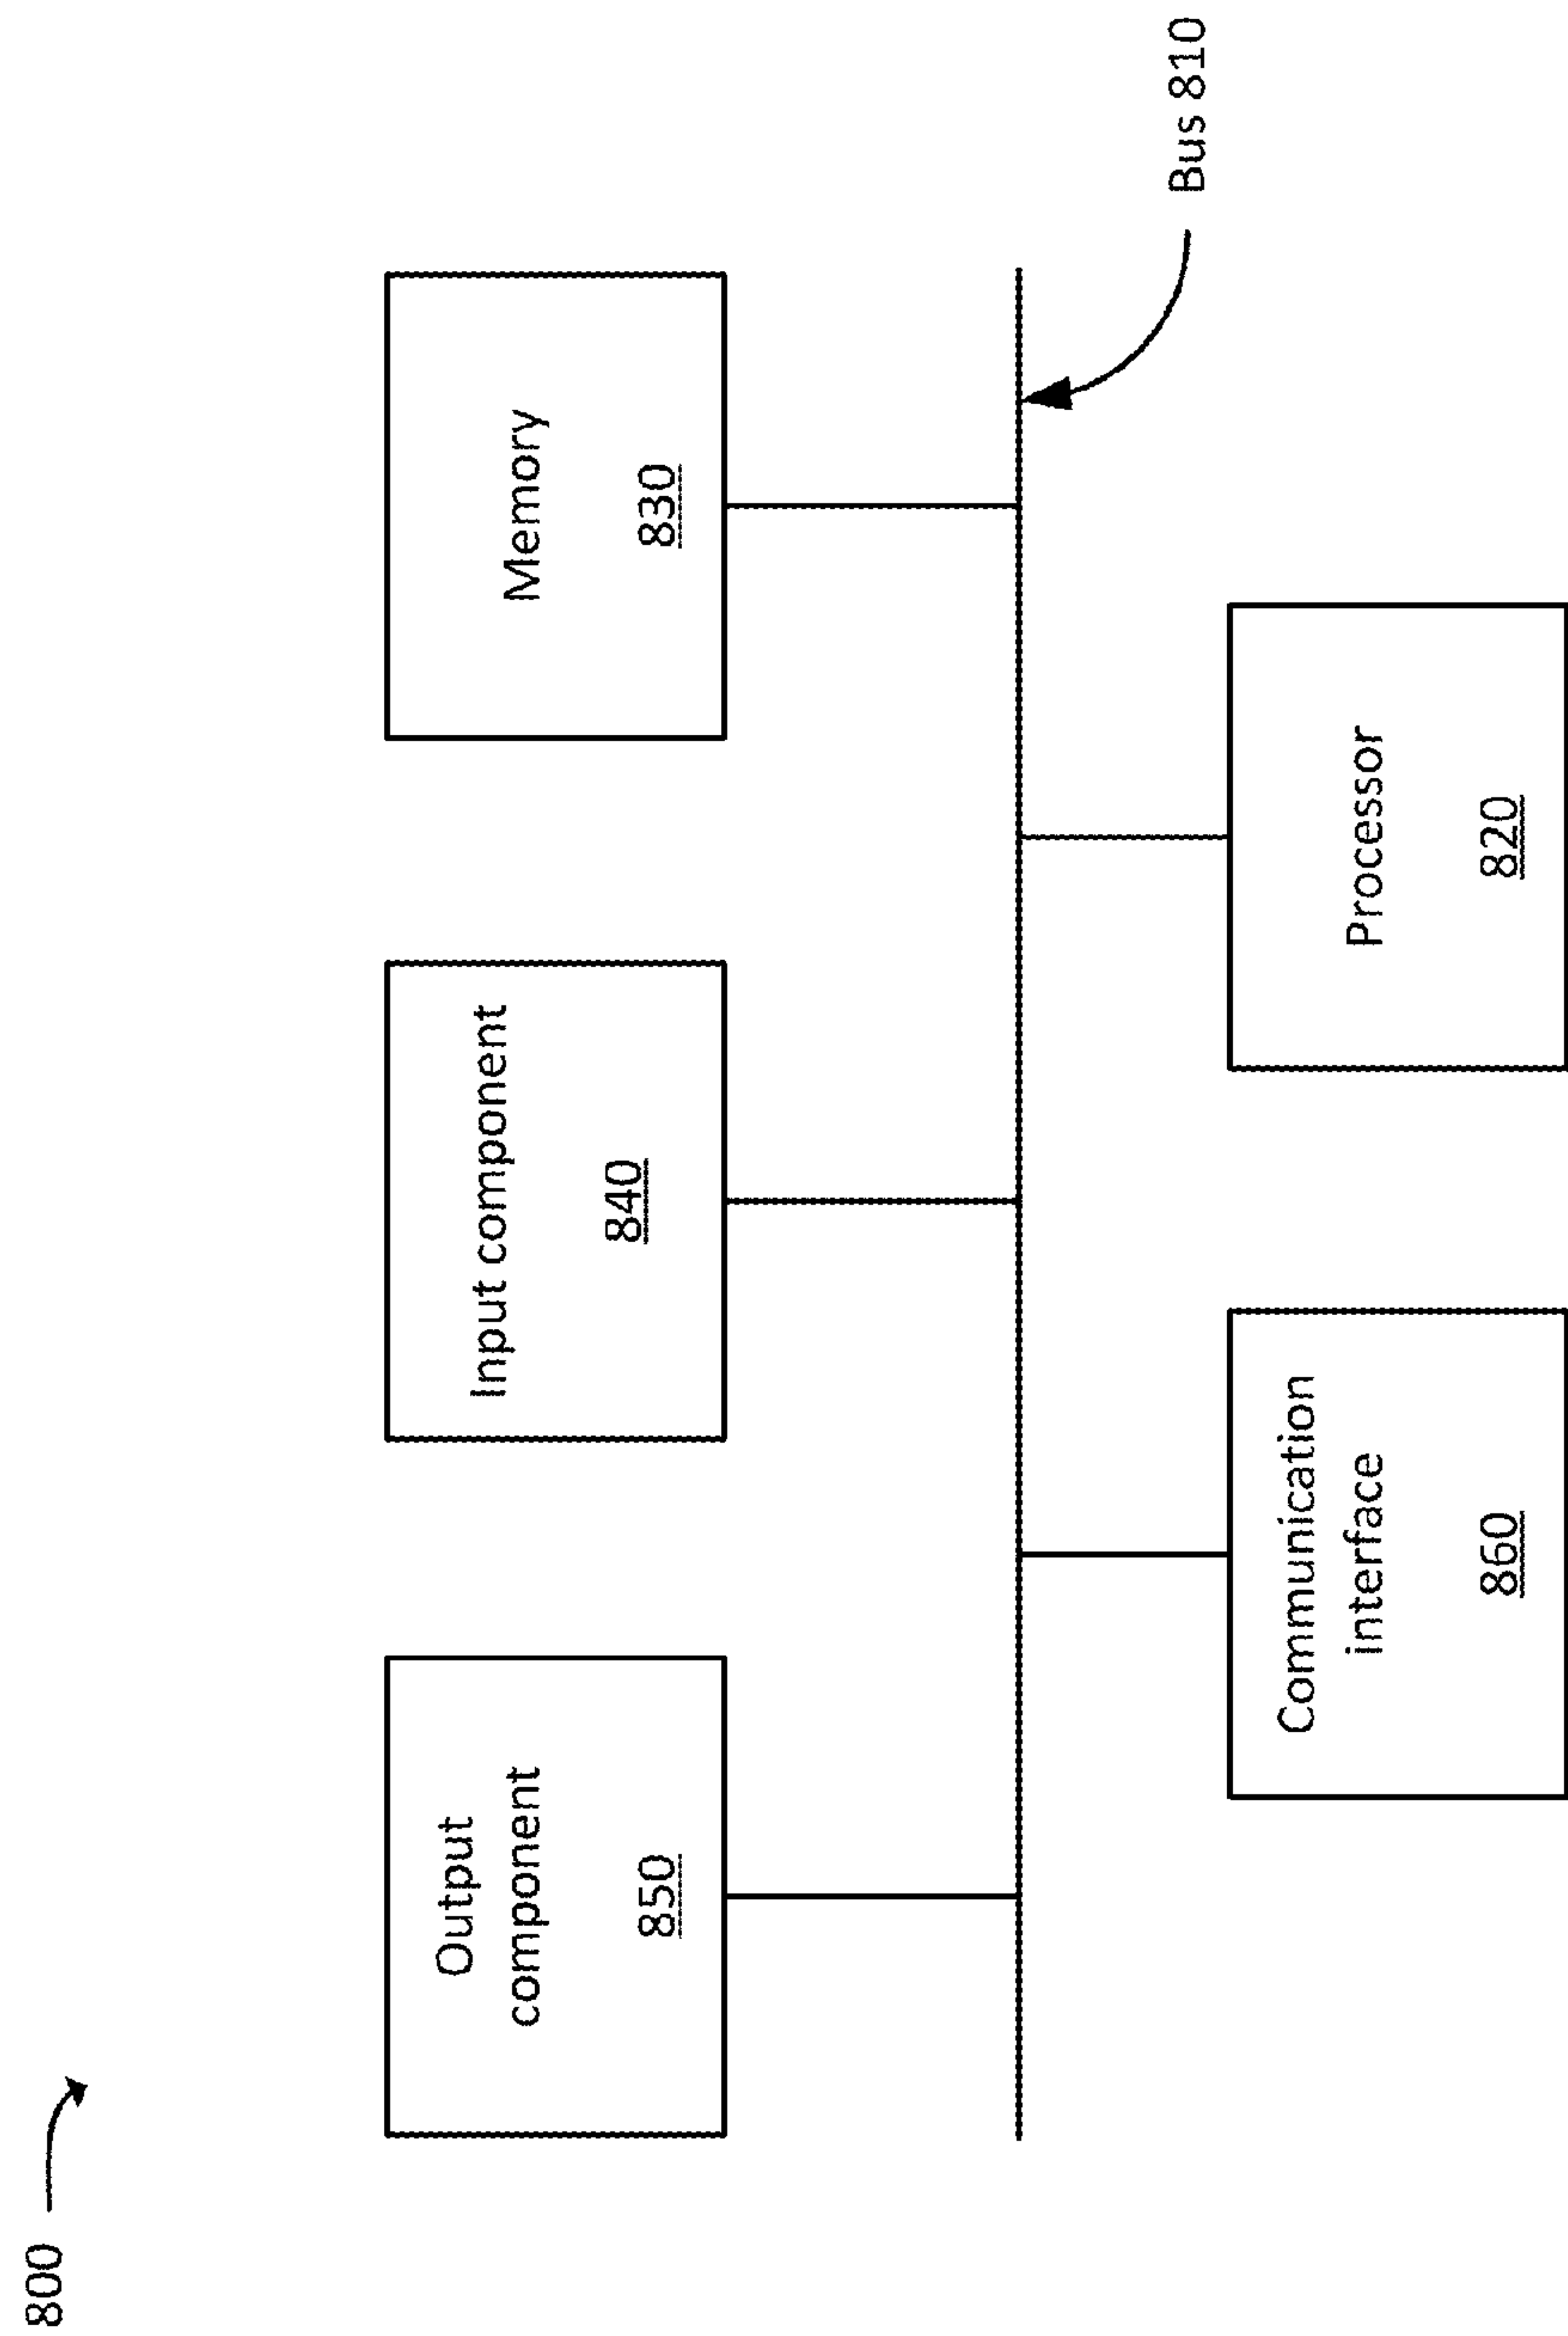 800
Output
component
850
Input component
840
Memory
830
Bus 810
Communication
interface
860
Processor
820